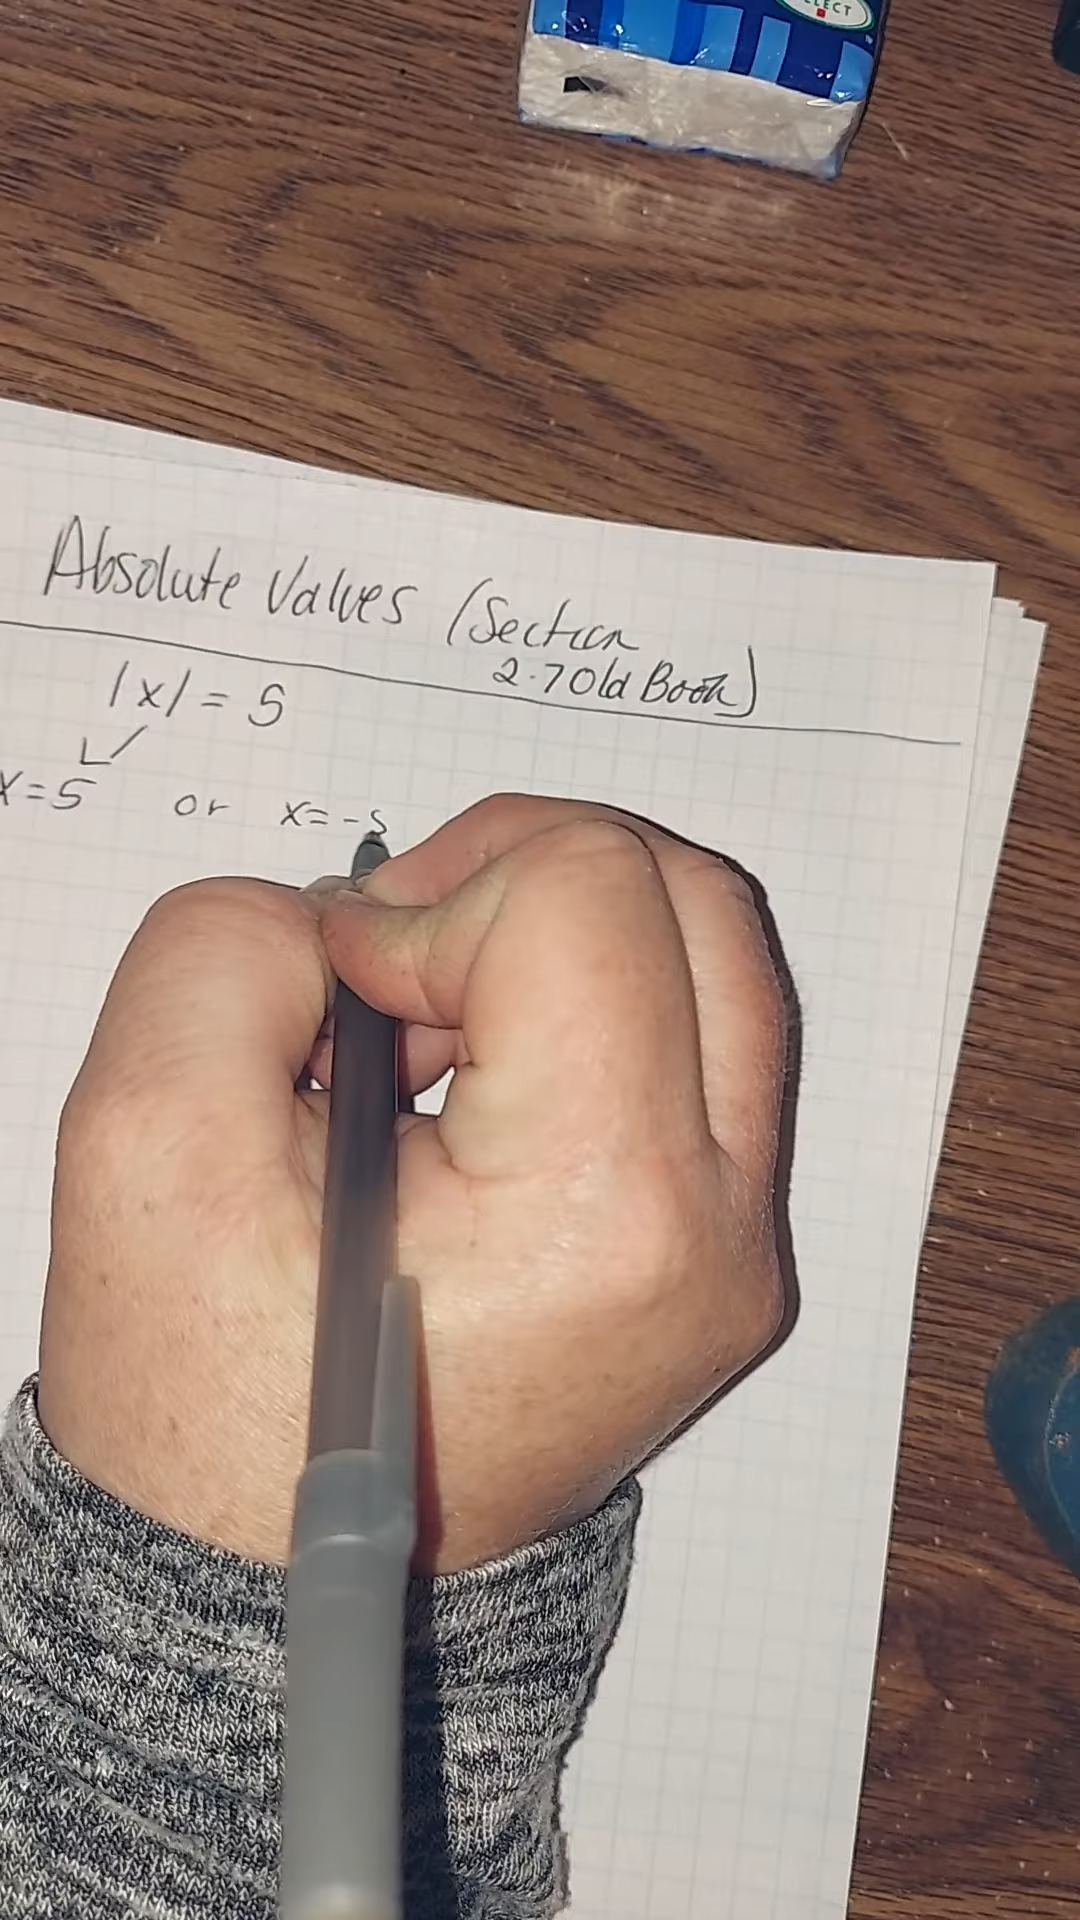 Absolute Values (Section
2.7 Old Book)
|x| = 5
x=5 or x=-5